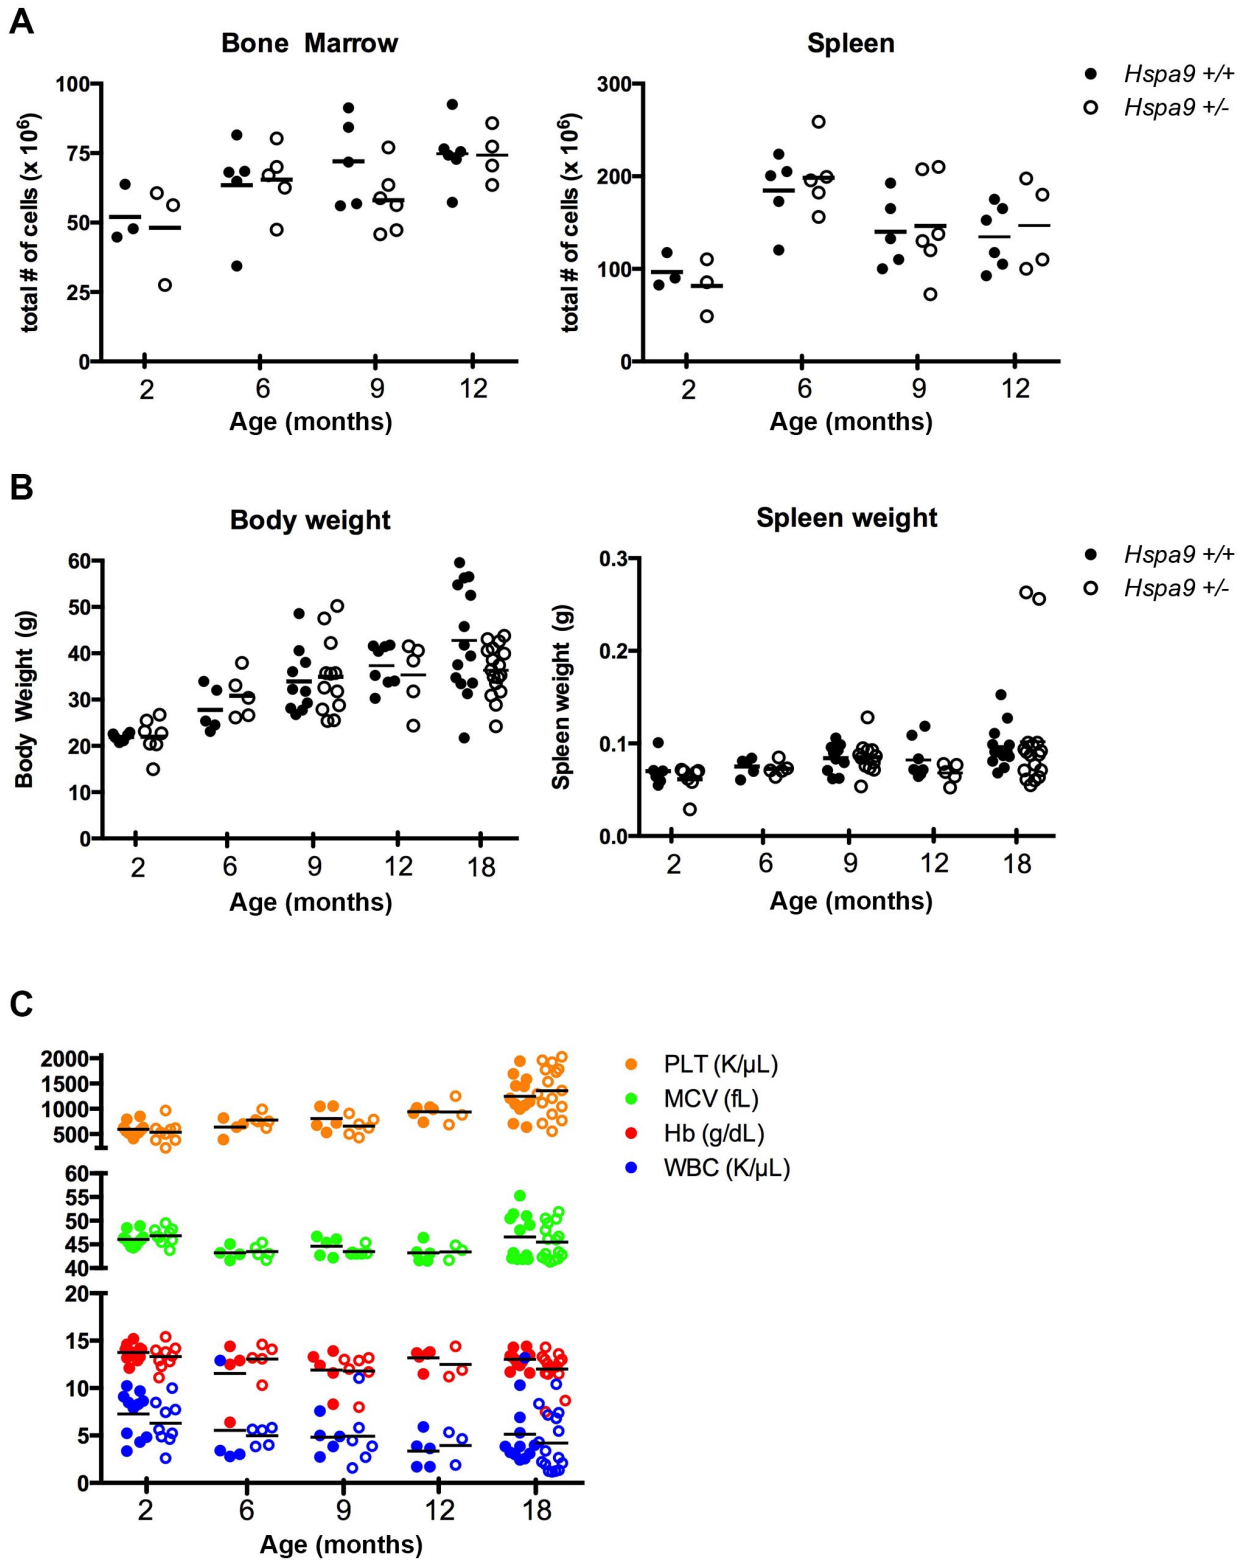 A
Bone Marrow
Spleen
Hspa9 +/+
Hspa9 +/-
total # of cells (x 10⁶)
100
75
50
25
0
2 6 9 12
Age (months)
total # of cells (x 10⁶)
300
200
100
0
2 6 9 12
Age (months)
B
Body weight
Spleen weight
Hspa9 +/+
Hspa9 +/-
Body Weight (g)
60
50
40
30
20
10
0
2 6 9 12 18
Age (months)
Spleen weight (g)
0.3
0.2
0.1
0.0
2 6 9 12 18
Age (months)
C
2000
1500
1000
500
60
55
50
45
40
20
15
10
5
0
2 6 9 12 18
Age (months)
PLT (K/µL)
MCV (fL)
Hb (g/dL)
WBC (K/µL)